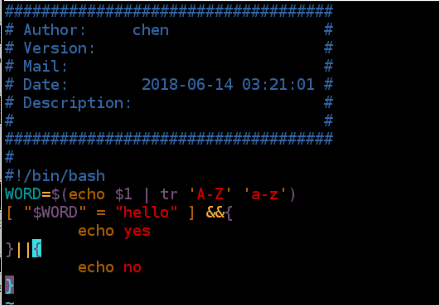 ####################################
# Author:     chen                 #
# Version:                         #
# Mail:                            #
# Date:        2018-06-14 03:21:01 #
# Description:                     #
#                                  #
####################################
#
#!/bin/bash
WORD=$(echo $1 | tr 'A-Z' 'a-z')
[ "$WORD" = "hello" ] &&{
        echo yes
}||{
        echo no
}
~